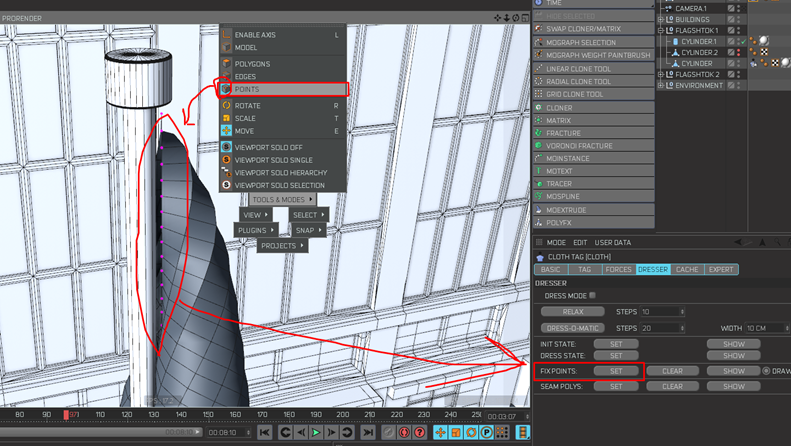 PRORENDER
ENABLE AXIS L
MODEL
POLYGONS
EDGES
POINTS
ROTATE R
SCALE T
MOVE E
VIEWPORT SOLO OFF
VIEWPORT SOLO SINGLE
VIEWPORT SOLO HIERARCHY
VIEWPORT SOLO SELECTION
TOOLS & MODES
VIEW SELECT
PLUGINS SNAP
PROJECTS
TIME
HIDE SELECTED
SWAP CLONER/MATRIX
MOGRAPH SELECTION
MOGRAPH WEIGHT PAINTBRUSH
LINEAR CLONE TOOL
RADIAL CLONE TOOL
GRID CLONE TOOL
CLONER
MATRIX
FRACTURE
VORONOI FRACTURE
MOINSTANCE
MOTEXT
TRACER
MOSPLINE
MOEXTRUDE
POLYFX
CAMERA.1
BUILDINGS
FLAGSHTOK 1
CYLINDER 1
CYLINDER 2
CYLINDER
FLAGSHTOK 2
ENVIRONMENT
MODE EDIT USER DATA
CLOTH TAG [CLOTH]
BASIC TAG FORCES DRESSER CACHE EXPERT
DRESSER
DRESS MODE
RELAX STEPS 10
DRESS-O-MATIC STEPS 20 WIDTH 10 CM
INIT STATE: SET SHOW
DRESS STATE: SET SHOW
FIX POINTS: SET CLEAR SHOW DRAW
SEAM POLYS: SET CLEAR SHOW
80 90 97 100 110 120 130 140 150 160 170 180 190 200 210 220 230 240 250 00:03:07
00:08:10 00:08:10